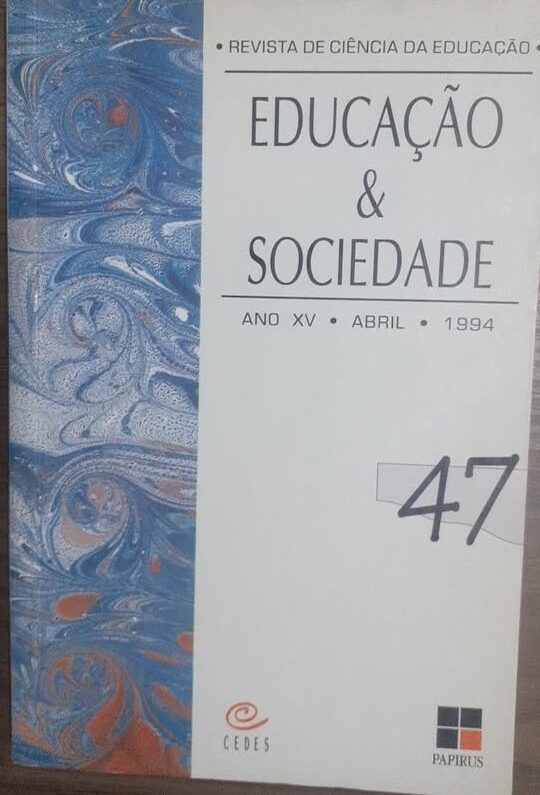 • REVISTA DE CIÊNCIA DA EDUCAÇÃO •
EDUCAÇÃO
&
SOCIEDADE
ANO XV • ABRIL • 1994
47
CEDES
PAPIRUS